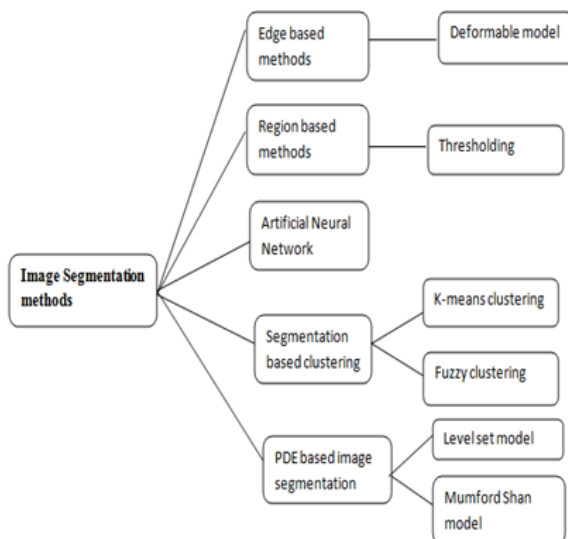 Edge based
methods
Deformable model
Region based
methods
Thresholding
Artificial Neural
Network
Image Segmentation
methods
K-means clustering
Segmentation
based clustering
Fuzzy clustering
Level set model
PDE based image
segmentation
Mumford Shan
model